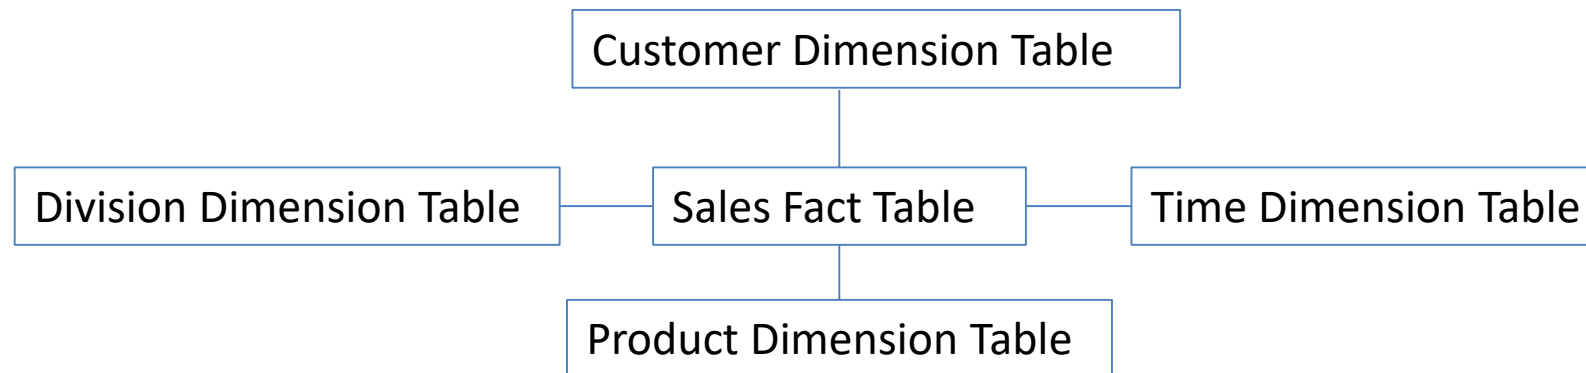 Customer Dimension Table
Division Dimension Table
Sales Fact Table
Time Dimension Table
Product Dimension Table